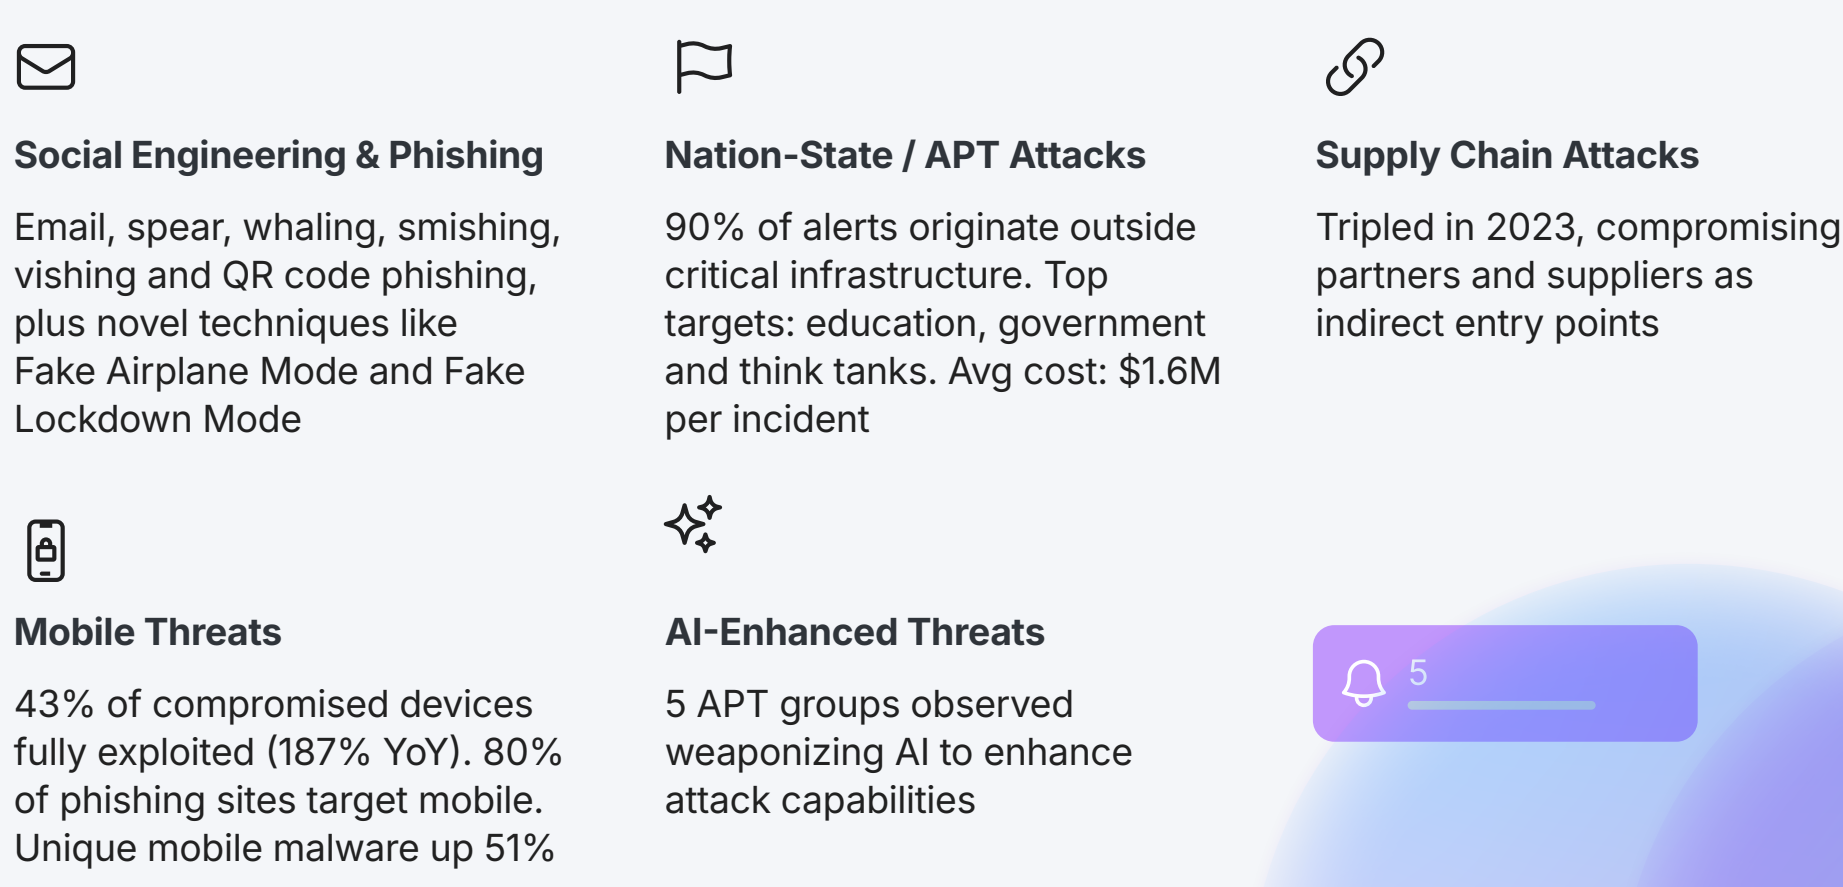 Social Engineering & Phishing
Email, spear, whaling, smishing,
vishing and QR code phishing,
plus novel techniques like
Fake Airplane Mode and Fake
Lockdown Mode
Nation-State / APT Attacks
90% of alerts originate outside
critical infrastructure. Top
targets: education, government
and think tanks. Avg cost: $1.6M
per incident
Supply Chain Attacks
Tripled in 2023, compromising
partners and suppliers as
indirect entry points
Mobile Threats
43% of compromised devices
fully exploited (187% YoY). 80%
of phishing sites target mobile.
Unique mobile malware up 51%
AI-Enhanced Threats
5 APT groups observed
weaponizing AI to enhance
attack capabilities
5